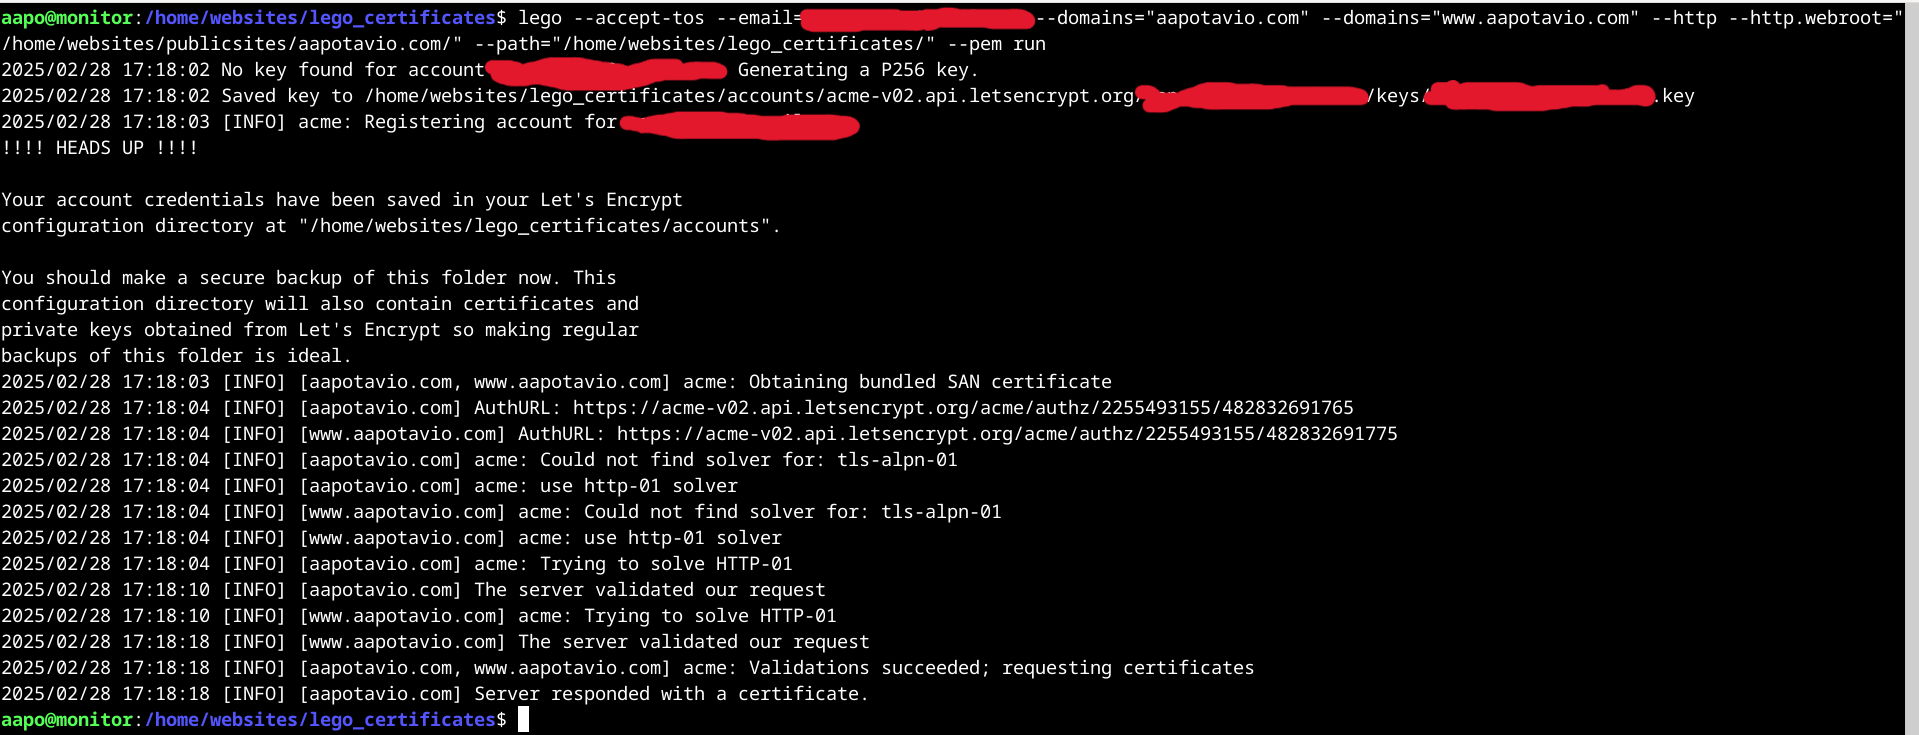 aapo@monitor:/home/websites/lego_certificates$ lego --accept-tos --email= --domains="aapotavio.com" --domains="www.aapotavio.com" --http --http.webroot="
/home/websites/publicsites/aapotavio.com/" --path="/home/websites/lego_certificates/" --pem run
2025/02/28 17:18:02 No key found for account Generating a P256 key.
2025/02/28 17:18:02 Saved key to /home/websites/lego_certificates/accounts/acme-v02.api.letsencrypt.org/ /keys/ .key
2025/02/28 17:18:03 [INFO] acme: Registering account for
!!!! HEADS UP !!!!
Your account credentials have been saved in your Let's Encrypt
configuration directory at "/home/websites/lego_certificates/accounts".
You should make a secure backup of this folder now. This
configuration directory will also contain certificates and
private keys obtained from Let's Encrypt so making regular
backups of this folder is ideal.
2025/02/28 17:18:03 [INFO] [aapotavio.com, www.aapotavio.com] acme: Obtaining bundled SAN certificate
2025/02/28 17:18:04 [INFO] [aapotavio.com] AuthURL: https://acme-v02.api.letsencrypt.org/acme/authz/2255493155/482832691765
2025/02/28 17:18:04 [INFO] [www.aapotavio.com] AuthURL: https://acme-v02.api.letsencrypt.org/acme/authz/2255493155/482832691775
2025/02/28 17:18:04 [INFO] [aapotavio.com] acme: Could not find solver for: tls-alpn-01
2025/02/28 17:18:04 [INFO] [aapotavio.com] acme: use http-01 solver
2025/02/28 17:18:04 [INFO] [www.aapotavio.com] acme: Could not find solver for: tls-alpn-01
2025/02/28 17:18:04 [INFO] [www.aapotavio.com] acme: use http-01 solver
2025/02/28 17:18:04 [INFO] [aapotavio.com] acme: Trying to solve HTTP-01
2025/02/28 17:18:10 [INFO] [aapotavio.com] The server validated our request
2025/02/28 17:18:10 [INFO] [www.aapotavio.com] acme: Trying to solve HTTP-01
2025/02/28 17:18:18 [INFO] [www.aapotavio.com] The server validated our request
2025/02/28 17:18:18 [INFO] [aapotavio.com, www.aapotavio.com] acme: Validations succeeded; requesting certificates
2025/02/28 17:18:18 [INFO] [aapotavio.com] Server responded with a certificate.
aapo@monitor:/home/websites/lego_certificates$